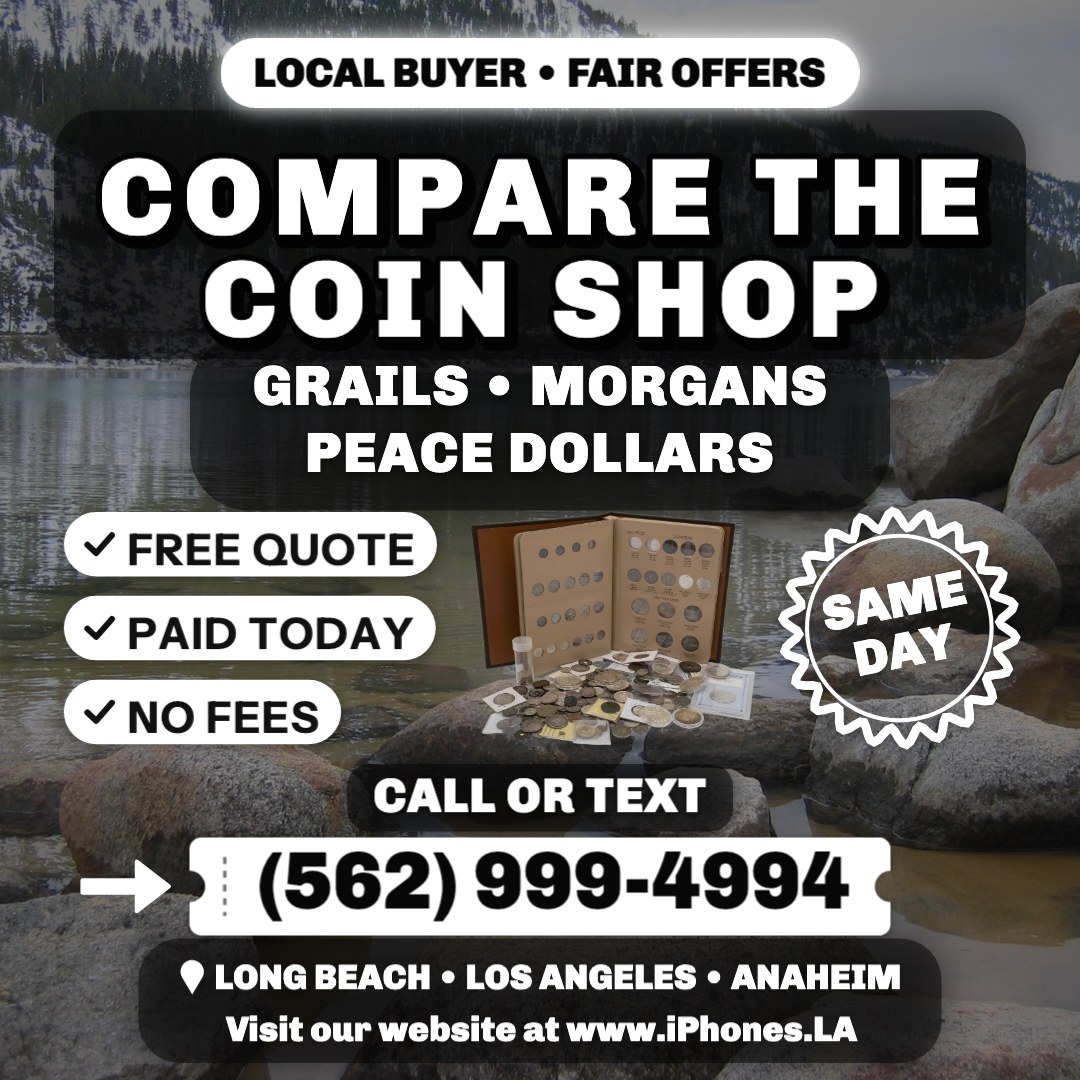 LOCAL BUYER • FAIR OFFERS
COMPARE THE
COIN SHOP
GRAILS • MORGANS
PEACE DOLLARS
FREE QUOTE
PAID TODAY
NO FEES
SAME
DAY
CALL OR TEXT
(562) 999-4994
LONG BEACH • LOS ANGELES • ANAHEIM
Visit our website at www.iPhones.LA